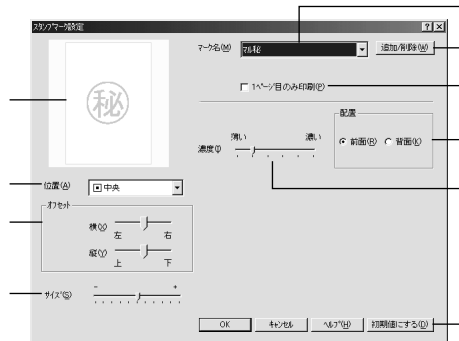 スタンプマーク設定
マーク名(M)
マル秘
追加/削除(W)
秘
1ページ目のみ印刷(P)
配置
前面(R)
背面(K)
薄い
濃い
濃度(I)
位置(A)
中央
オフセット
横(X)
左
右
縦(Y)
上
下
サイズ(S)
-
+
OK
キャンセル
ヘルプ(H)
初期値にする(D)